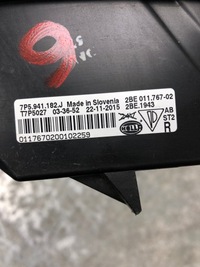 9
7P5.941.182.J Made in Slovenia 2BE 011.767-02
T7P5027 03-36-52 22-11-2015 2BE.1943
HELLA
AB
ST2
R
0117670200102259